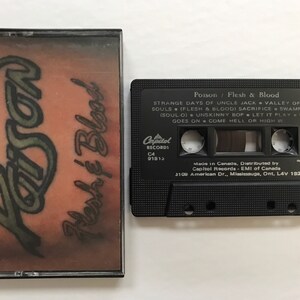 Poison
Flesh & Blood
Poison / Flesh & Blood
STRANGE DAYS OF UNCLE JACK • VALLEY OF
SOULS • (FLESH & BLOOD) SACRIFICE • SWAMP
(SOUL O) • UNSKINNY BOP • LET IT PLAY •
GOES ON • COME HELL OR HIGH
Capitol
RECORDS
C4
made in Canada, Distributed by
Capitol Records - EMI of Canada
3109 American Dr., Mississauga, Ont, L4V 1B2